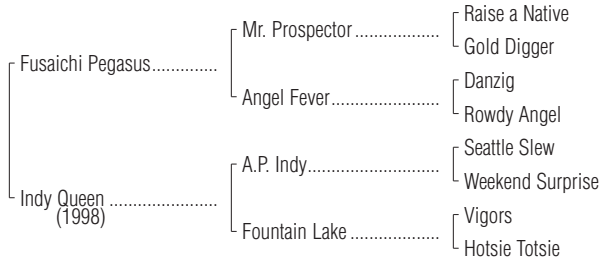 Raise a Native
Mr. Prospector ..................
Gold Digger
Fusaichi Pegasus..............
Danzig
Angel Fever.......................
Rowdy Angel
Seattle Slew
A.P. Indy............................
Weekend Surprise
Indy Queen ......................
(1998)
Vigors
Fountain Lake ...................
Hotsie Totsie